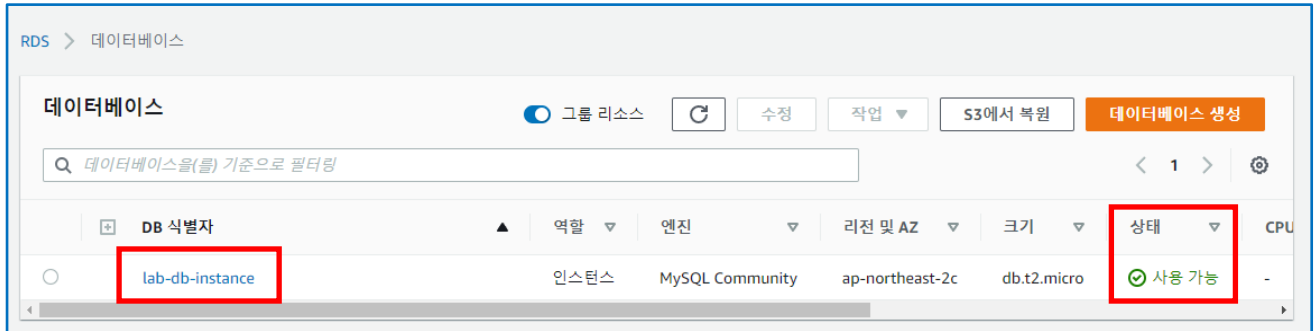 RDS > 데이터베이스
데이터베이스 그룹 리소스 수정 작업 S3에서 복원 데이터베이스 생성
데이터베이스을(를) 기준으로 필터링 < 1 >
DB 식별자 역할 엔진 리전 및 AZ 크기 상태 CPU
lab-db-instance 인스턴스 MySQL Community ap-northeast-2c db.t2.micro 사용 가능 -